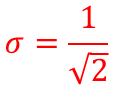 σ = 1/√2